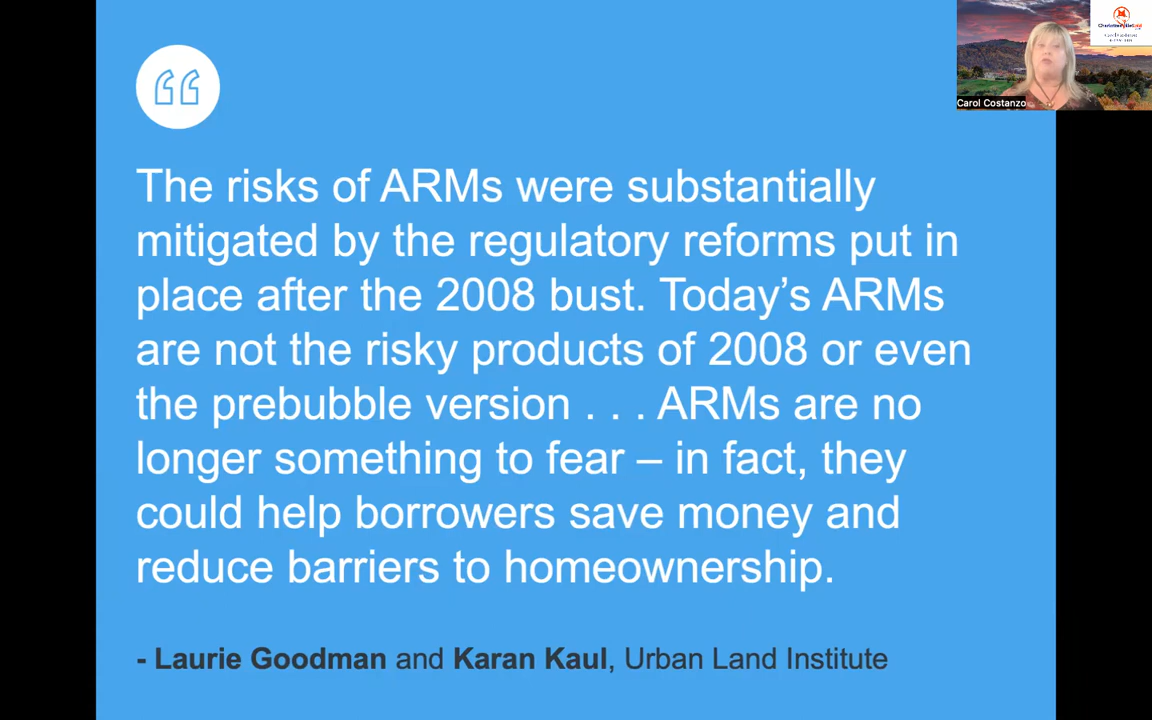 The risks of ARMs were substantially
mitigated by the regulatory reforms put in
place after the 2008 bust. Today’s ARMs
are not the risky products of 2008 or even
the prebubble version . . . ARMs are no
longer something to fear – in fact, they
could help borrowers save money and
reduce barriers to homeownership.
- Laurie Goodman and Karan Kaul, Urban Land Institute
Carol Costanzo